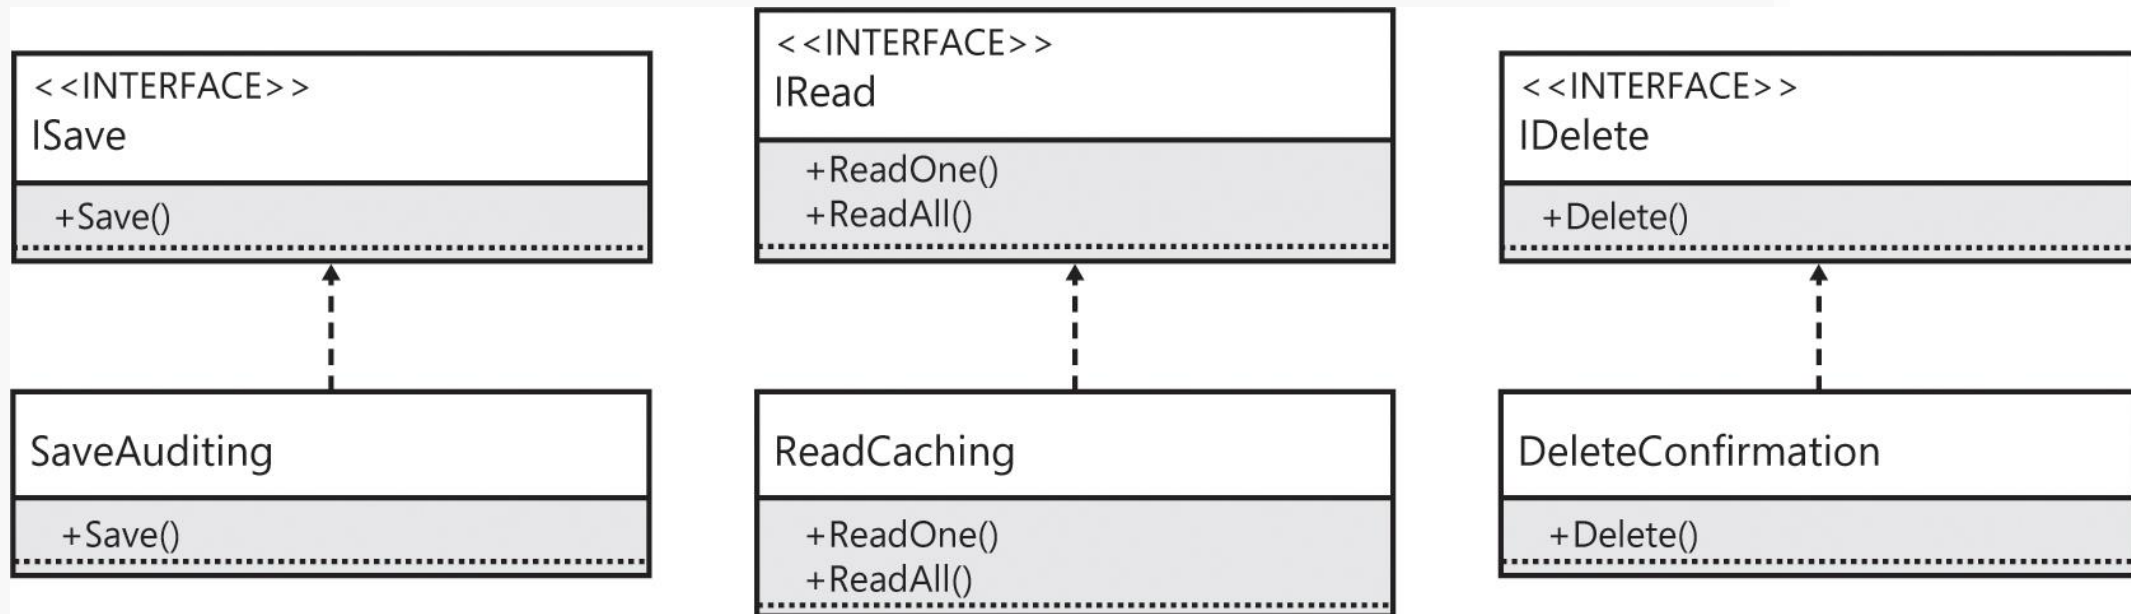 <<INTERFACE>>
ISave
+Save()
<<INTERFACE>>
IRead
+ReadOne()
+ReadAll()
<<INTERFACE>>
IDelete
+Delete()
SaveAuditing
+Save()
ReadCaching
+ReadOne()
+ReadAll()
DeleteConfirmation
+Delete()